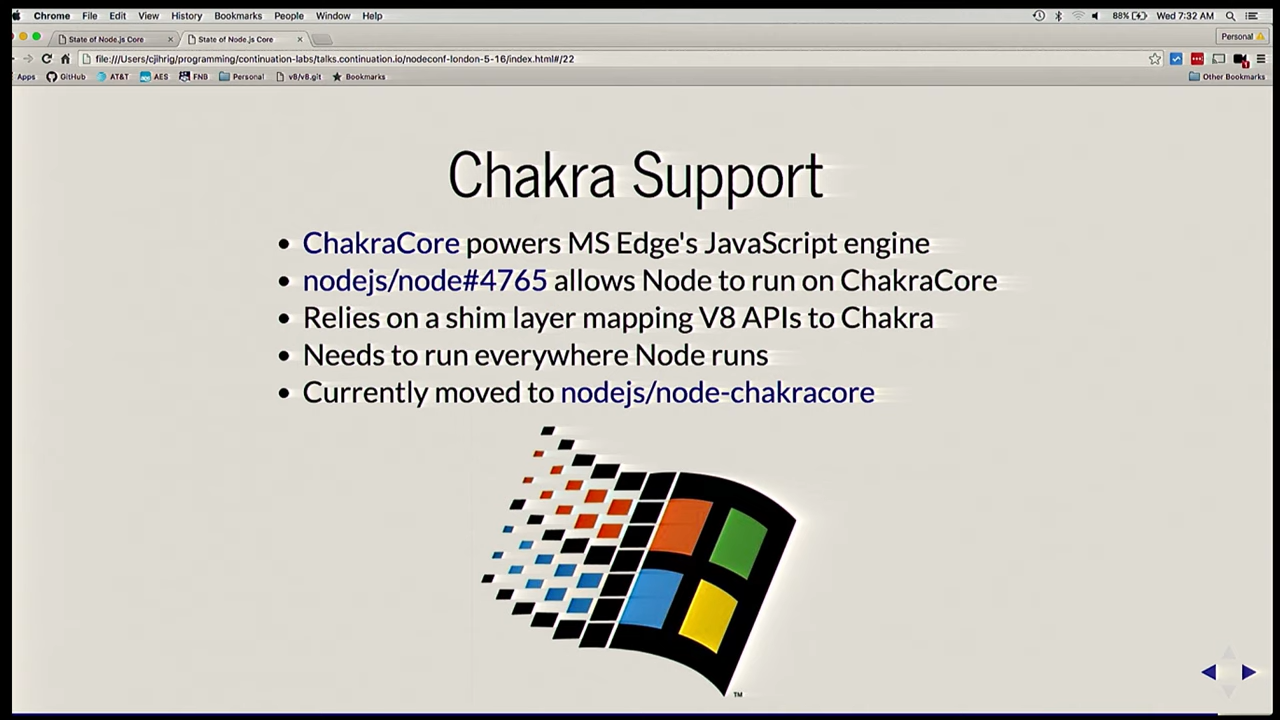 Chrome File Edit View History Bookmarks People Window Help 88% Wed 7:32 AM
State of Node.js Core State of Node.js Core Personal
file:///Users/cjihrig/programming/continuation-labs/talks.continuation.io/nodeconf-london-5-16/index.html#/22
Apps GitHub AT&T AES FNB Personal v8/v8.git Bookmarks Other Bookmarks
Chakra Support
• ChakraCore powers MS Edge's JavaScript engine
• nodejs/node#4765 allows Node to run on ChakraCore
• Relies on a shim layer mapping V8 APIs to Chakra
• Needs to run everywhere Node runs
• Currently moved to nodejs/node-chakracore
TM